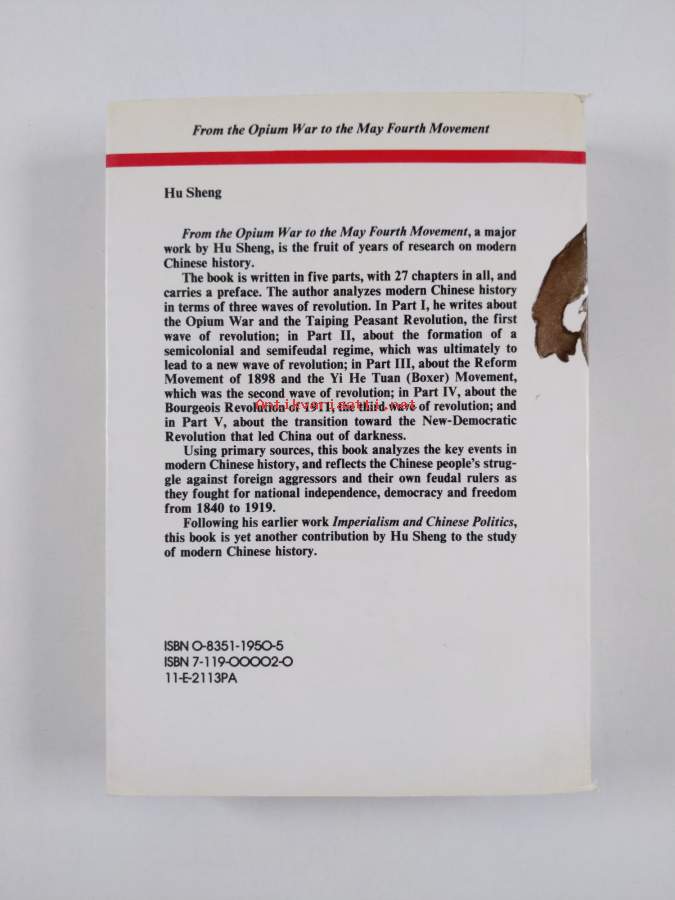 From the Opium War to the May Fourth Movement
Hu Sheng
From the Opium War to the May Fourth Movement, a major
work by Hu Sheng, is the fruit of years of research on modern
Chinese history.
The book is written in five parts, with 27 chapters in all, and
carries a preface. The author analyzes modern Chinese history
in terms of three waves of revolution. In Part I, he writes about
the Opium War and the Taiping Peasant Revolution, the first
wave of revolution; in Part II, about the formation of a
semicolonial and semifeudal regime, which was ultimately to
lead to a new wave of revolution; in Part III, about the Reform
Movement of 1898 and the Yi He Tuan (Boxer) Movement,
which was the second wave of revolution; in Part IV, about the
Antikvariaatti.net
Bourgeois Revolution of 1911, the third wave of revolution; and
in Part V, about the transition toward the New-Democratic
Revolution that led China out of darkness.
Using primary sources, this book analyzes the key events in
modern Chinese history, and reflects the Chinese people's strug-
gle against foreign aggressors and their own feudal rulers as
they fought for national independence, democracy and freedom
from 1840 to 1919.
Following his earlier work Imperialism and Chinese Politics,
this book is yet another contribution by Hu Sheng to the study
of modern Chinese history.
ISBN 0-8351-1950-5
ISBN 7-119-00002-0
11-E-2113PA